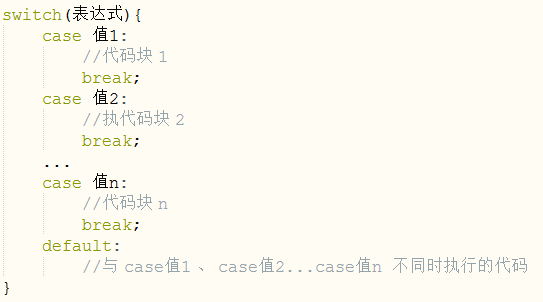 switch(表达式){
case 值1:
//代码块1
break;
case 值2:
//执代码块2
break;
...
case 值n:
//代码块n
break;
default:
//与case值1 、 case值2...case值n 不同时执行的代码
}